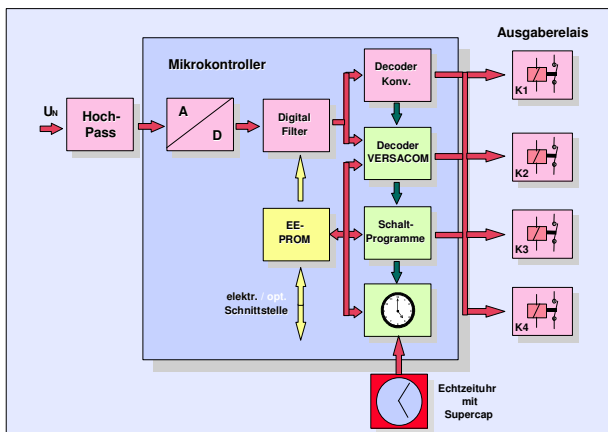 Ausgaberelais
Mikrokontroller
UN
Hoch-
Pass
A
D
Digital
Filter
Decoder
Konv.
K1
Decoder
VERSACOM
K2
EE-
PROM
Schalt-
Programme
K3
elektr. / opt.
Schnittstelle
K4
Echtzeituhr
mit
Supercap